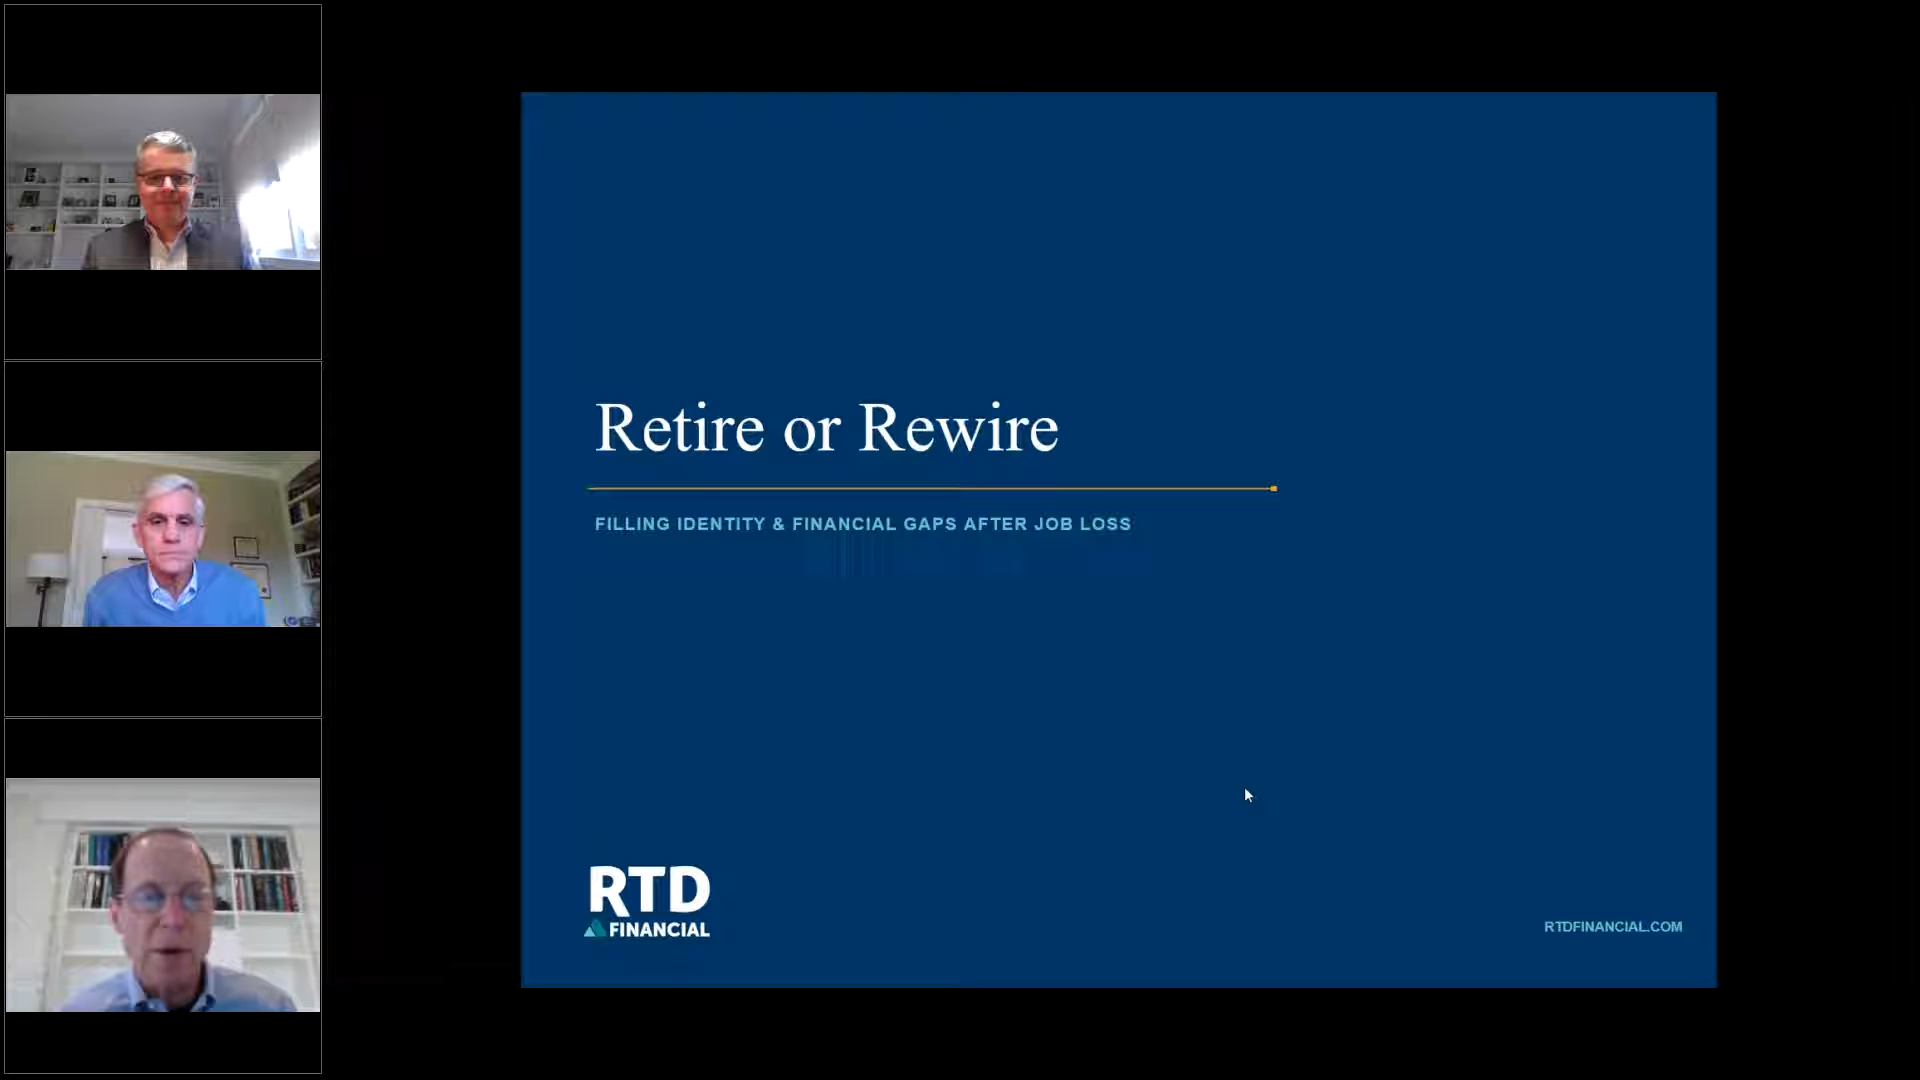 Retire or Rewire
FILLING IDENTITY & FINANCIAL GAPS AFTER JOB LOSS
RTD
FINANCIAL
RTDFINANCIAL.COM